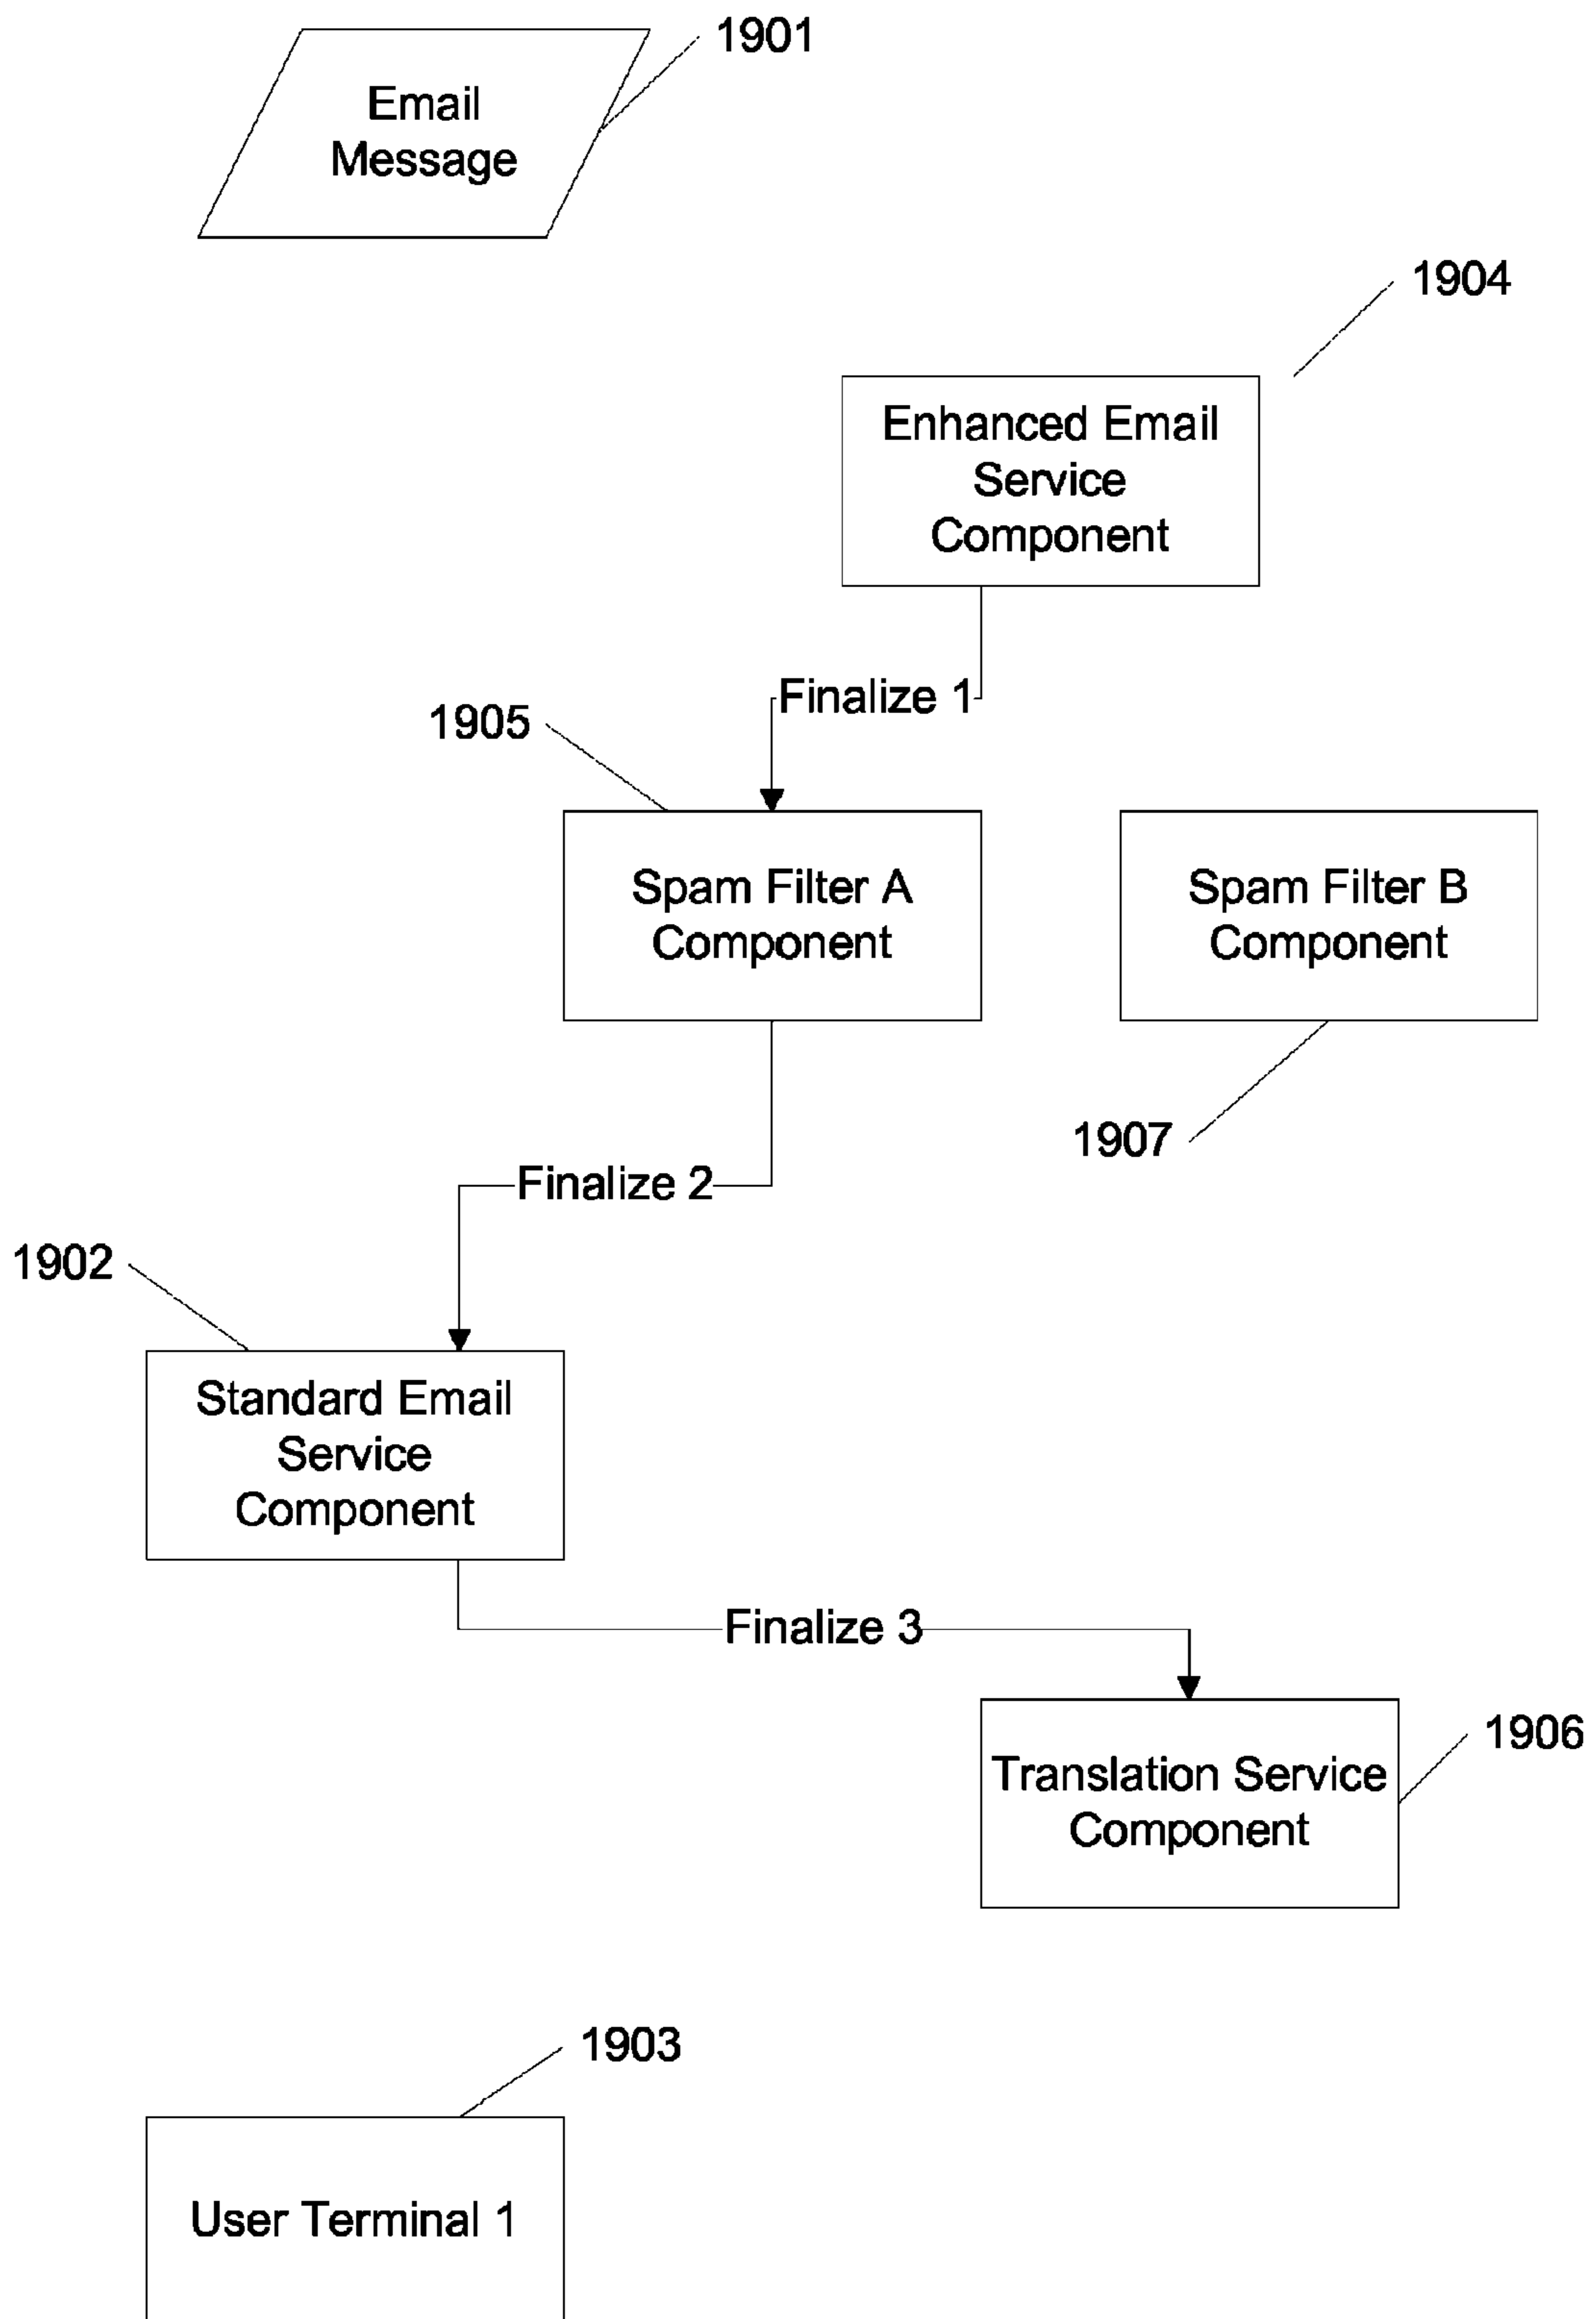 1901
Email
Message
1904
Enhanced Email
Service
Component
Finalize 1
1905
Spam Filter A
Component
Spam Filter B
Component
1907
Finalize 2
1902
Standard Email
Service
Component
Finalize 3
1906
Translation Service
Component
1903
User Terminal 1